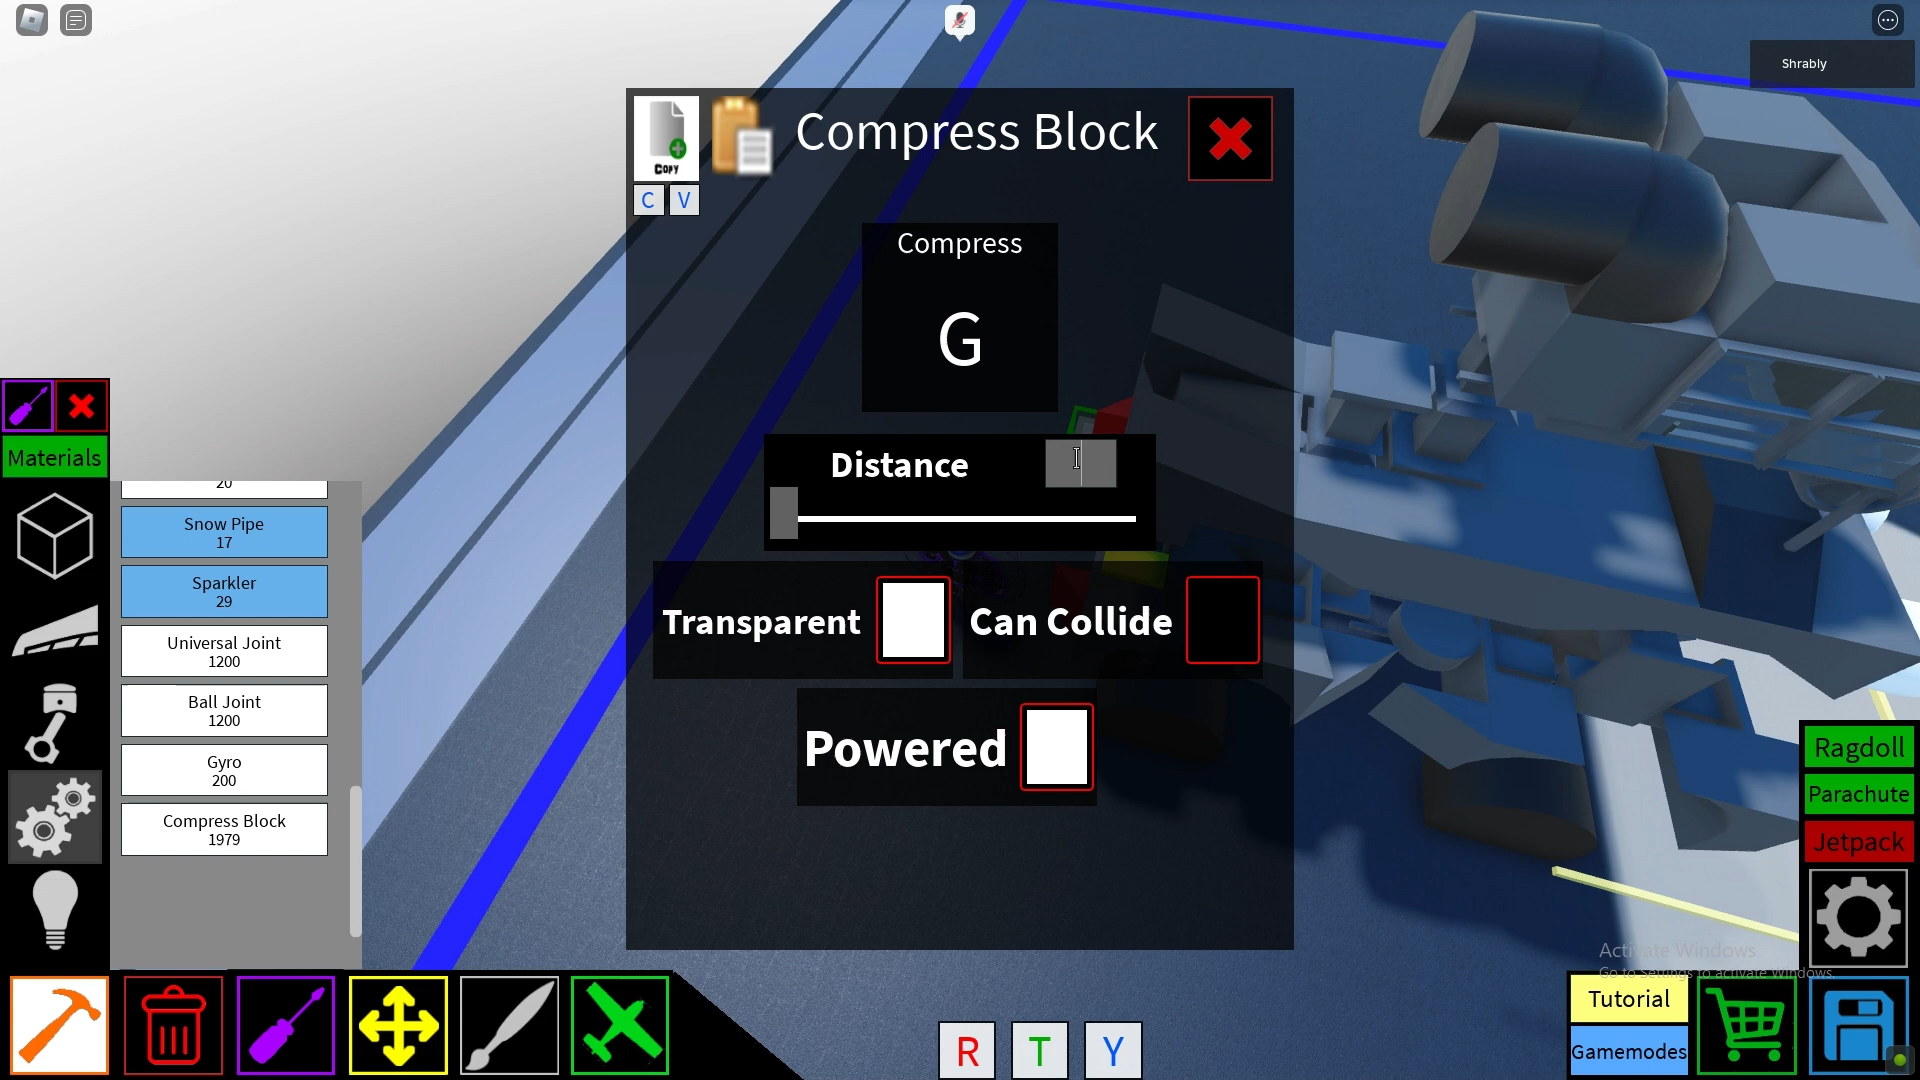 Shrably
Copy
Compress Block
C
V
Compress
G
Distance
Transparent
Can Collide
Powered
Materials
20
Snow Pipe
17
Sparkler
29
Universal Joint
1200
Ball Joint
1200
Gyro
200
Compress Block
1979
Ragdoll
Parachute
Jetpack
Activate Windows
Go to Settings to activate Windows.
Tutorial
Gamemodes
R
T
Y